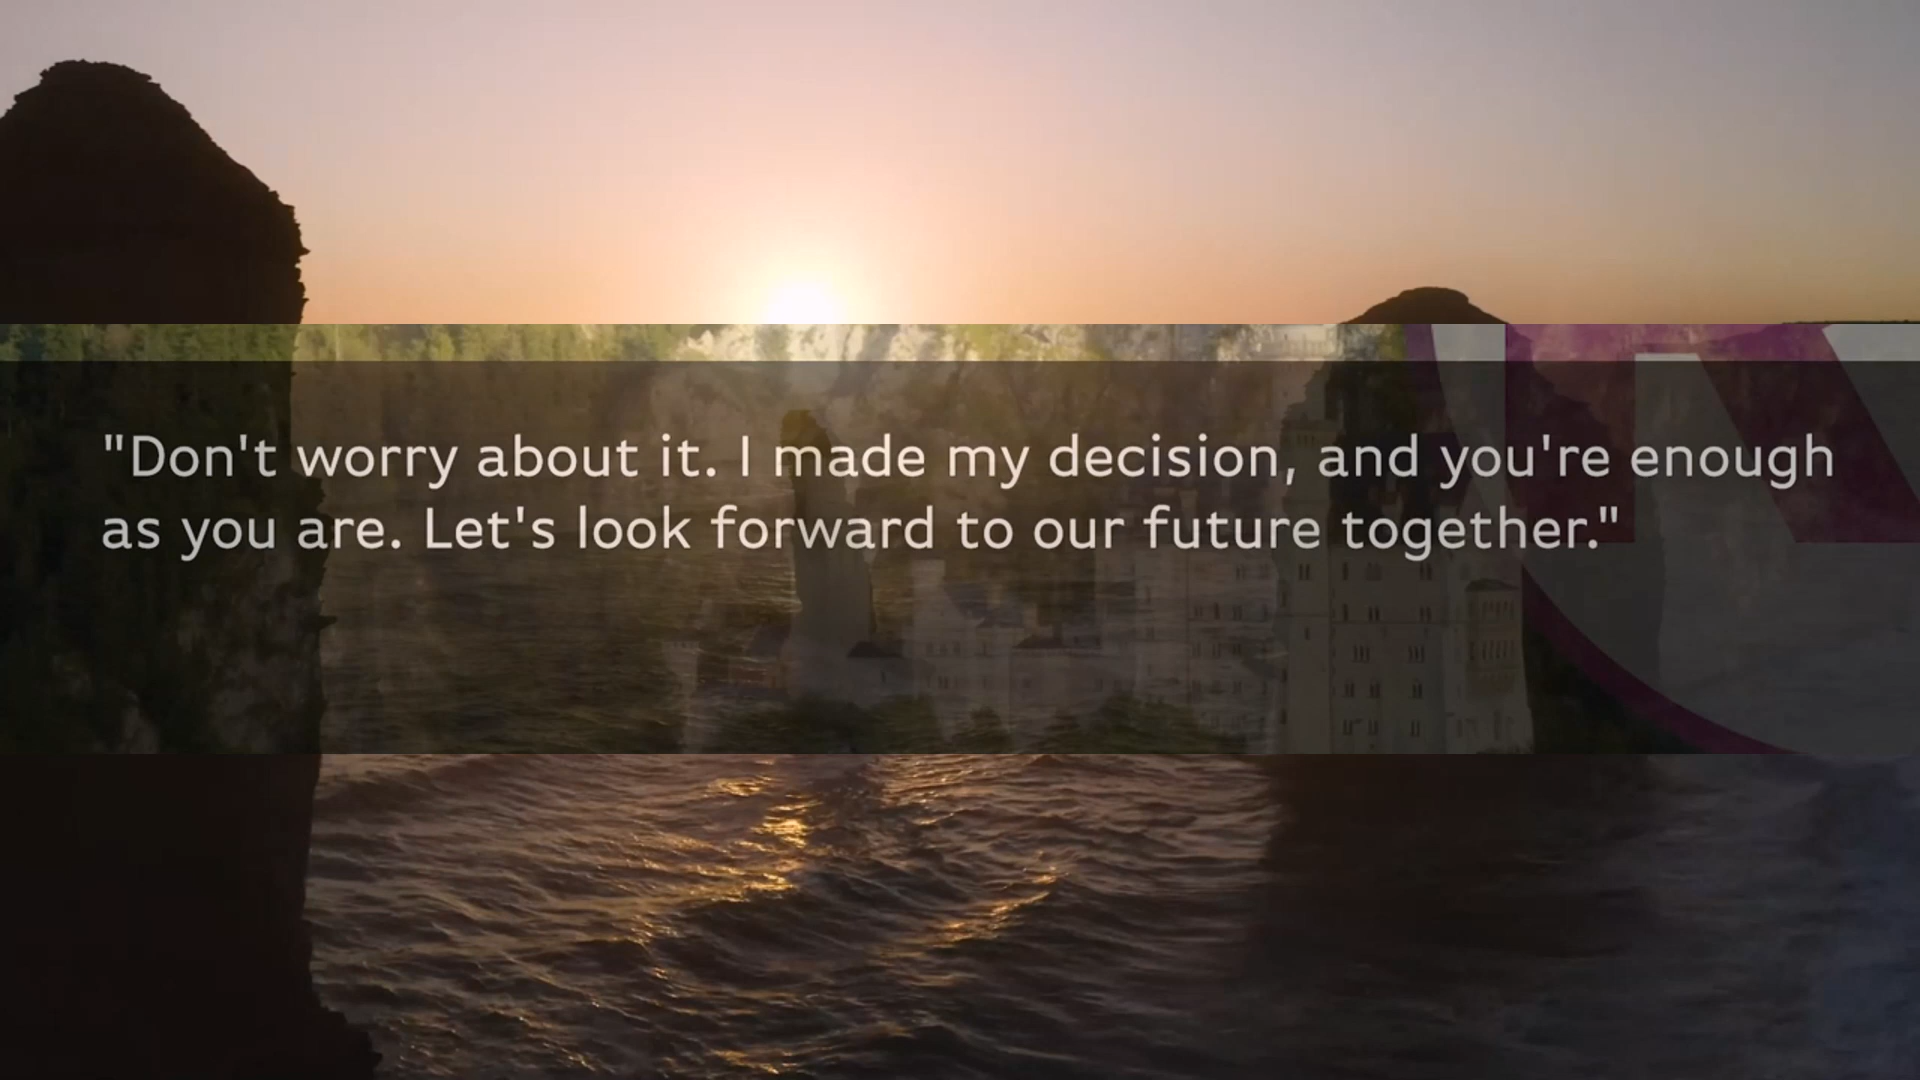 "Don't worry about it. I made my decision, and you're enough
as you are. Let's look forward to our future together."